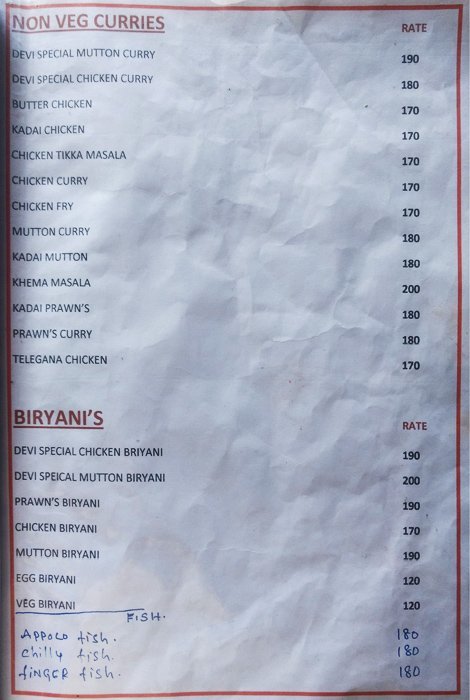 NON VEG CURRIES RATE
DEVI SPECIAL MUTTON CURRY 190
DEVI SPECIAL CHICKEN CURRY 180
BUTTER CHICKEN 170
KADAI CHICKEN 170
CHICKEN TIKKA MASALA 170
CHICKEN CURRY 170
CHICKEN FRY 170
MUTTON CURRY 180
KADAI MUTTON 180
KHEMA MASALA 200
KADAI PRAWN'S 180
PRAWN'S CURRY 180
TELEGANA CHICKEN 170
BIRYANI'S RATE
DEVI SPECIAL CHICKEN BRIYANI 190
DEVI SPEICAL MUTTON BIRYANI 200
PRAWN'S BIRYANI 190
CHICKEN BIRYANI 170
MUTTON BIRYANI 190
EGG BIRYANI 120
VEG BIRYANI 120
FISH.
APPOLO fish. 180
chilly fish. 180
fiNGER fish. 180